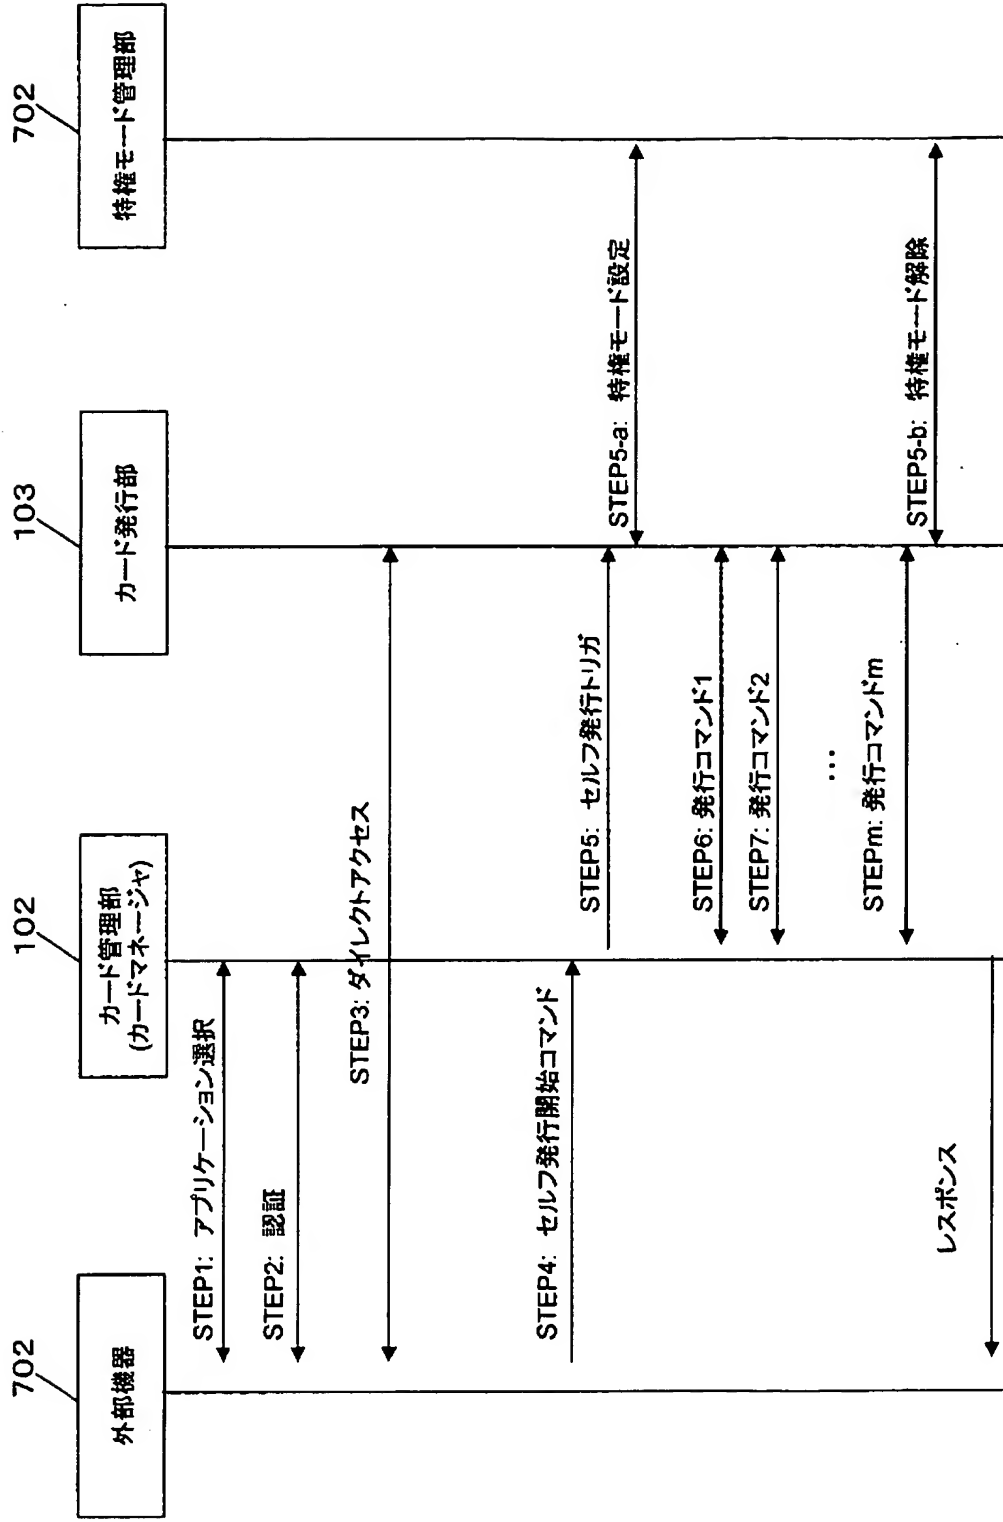 702
外部機器
102
カード管理部
(カードマネージャ)
103
カード発行部
702
特権モード管理部
STEP1: アプリケーション選択
STEP2: 認証
STEP3: ダイレクトアクセス
STEP4: セルフ発行開始コマンド
STEP5: セルフ発行トリガ
STEP5-a: 特権モード設定
STEP6: 発行コマンド1
STEP7: 発行コマンド2
...
STEPm: 発行コマンドm
STEP5-b: 特権モード解除
レスポンス